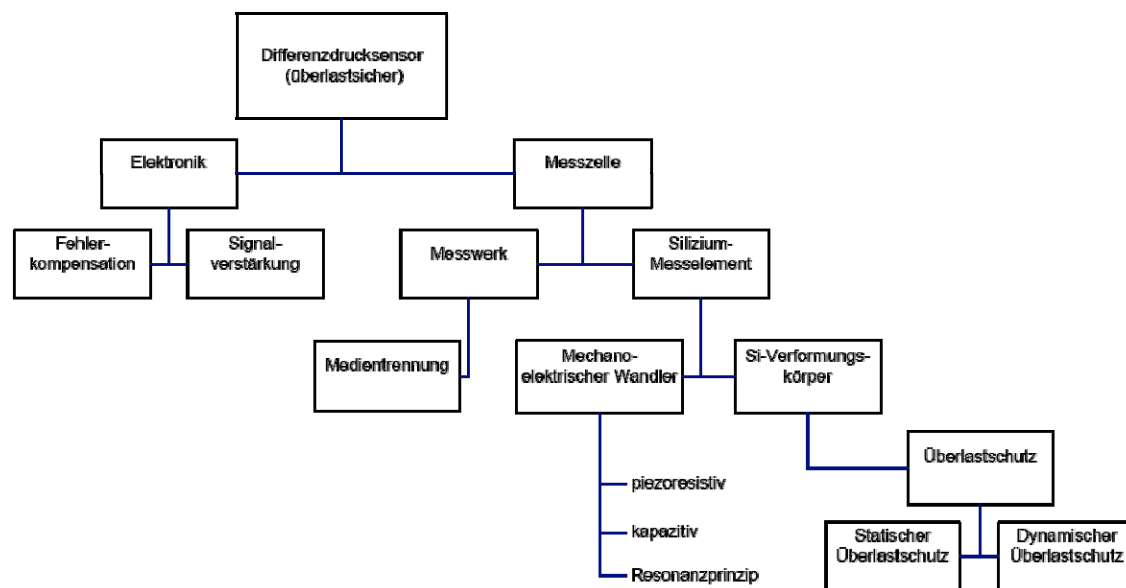 Differenzdrucksensor
(überlastsicher)
Elektronik
Messzelle
Fehler-
kompensation
Signal-
verstärkung
Messwerk
Silizium-
Messelement
Medientrennung
Mechano-
elektrischer Wandler
Si-Verformungs-
körper
Überlastschutz
piezoresistiv
kapazitiv
Resonanzprinzip
Statischer
Überlastschutz
Dynamischer
Überlastschutz